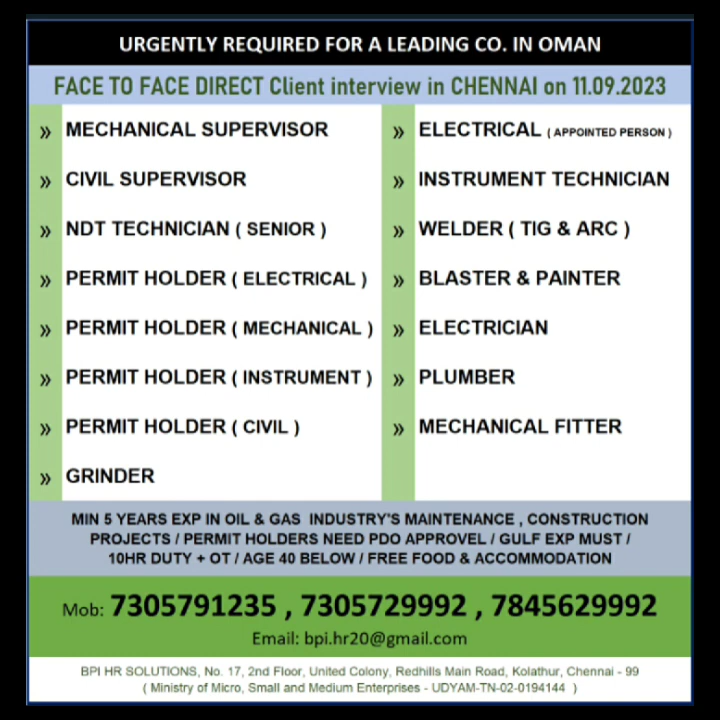 URGENTLY REQUIRED FOR A LEADING CO. IN OMAN
FACE TO FACE DIRECT Client interview in CHENNAI on 11.09.2023
» MECHANICAL SUPERVISOR
» CIVIL SUPERVISOR
» NDT TECHNICIAN ( SENIOR )
» PERMIT HOLDER ( ELECTRICAL )
» PERMIT HOLDER ( MECHANICAL )
» PERMIT HOLDER ( INSTRUMENT )
» PERMIT HOLDER ( CIVIL )
» GRINDER
» ELECTRICAL ( APPOINTED PERSON )
» INSTRUMENT TECHNICIAN
» WELDER ( TIG & ARC )
» BLASTER & PAINTER
» ELECTRICIAN
» PLUMBER
» MECHANICAL FITTER
MIN 5 YEARS EXP IN OIL & GAS INDUSTRY'S MAINTENANCE , CONSTRUCTION
PROJECTS / PERMIT HOLDERS NEED PDO APPROVEL / GULF EXP MUST /
10HR DUTY + OT / AGE 40 BELOW / FREE FOOD & ACCOMMODATION
Mob: 7305791235 , 7305729992 , 7845629992
Email: bpi.hr20@gmail.com
BPI HR SOLUTIONS, No. 17, 2nd Floor, United Colony, Redhills Main Road, Kolathur, Chennai - 99
( Ministry of Micro, Small and Medium Enterprises - UDYAM-TN-02-0194144 )